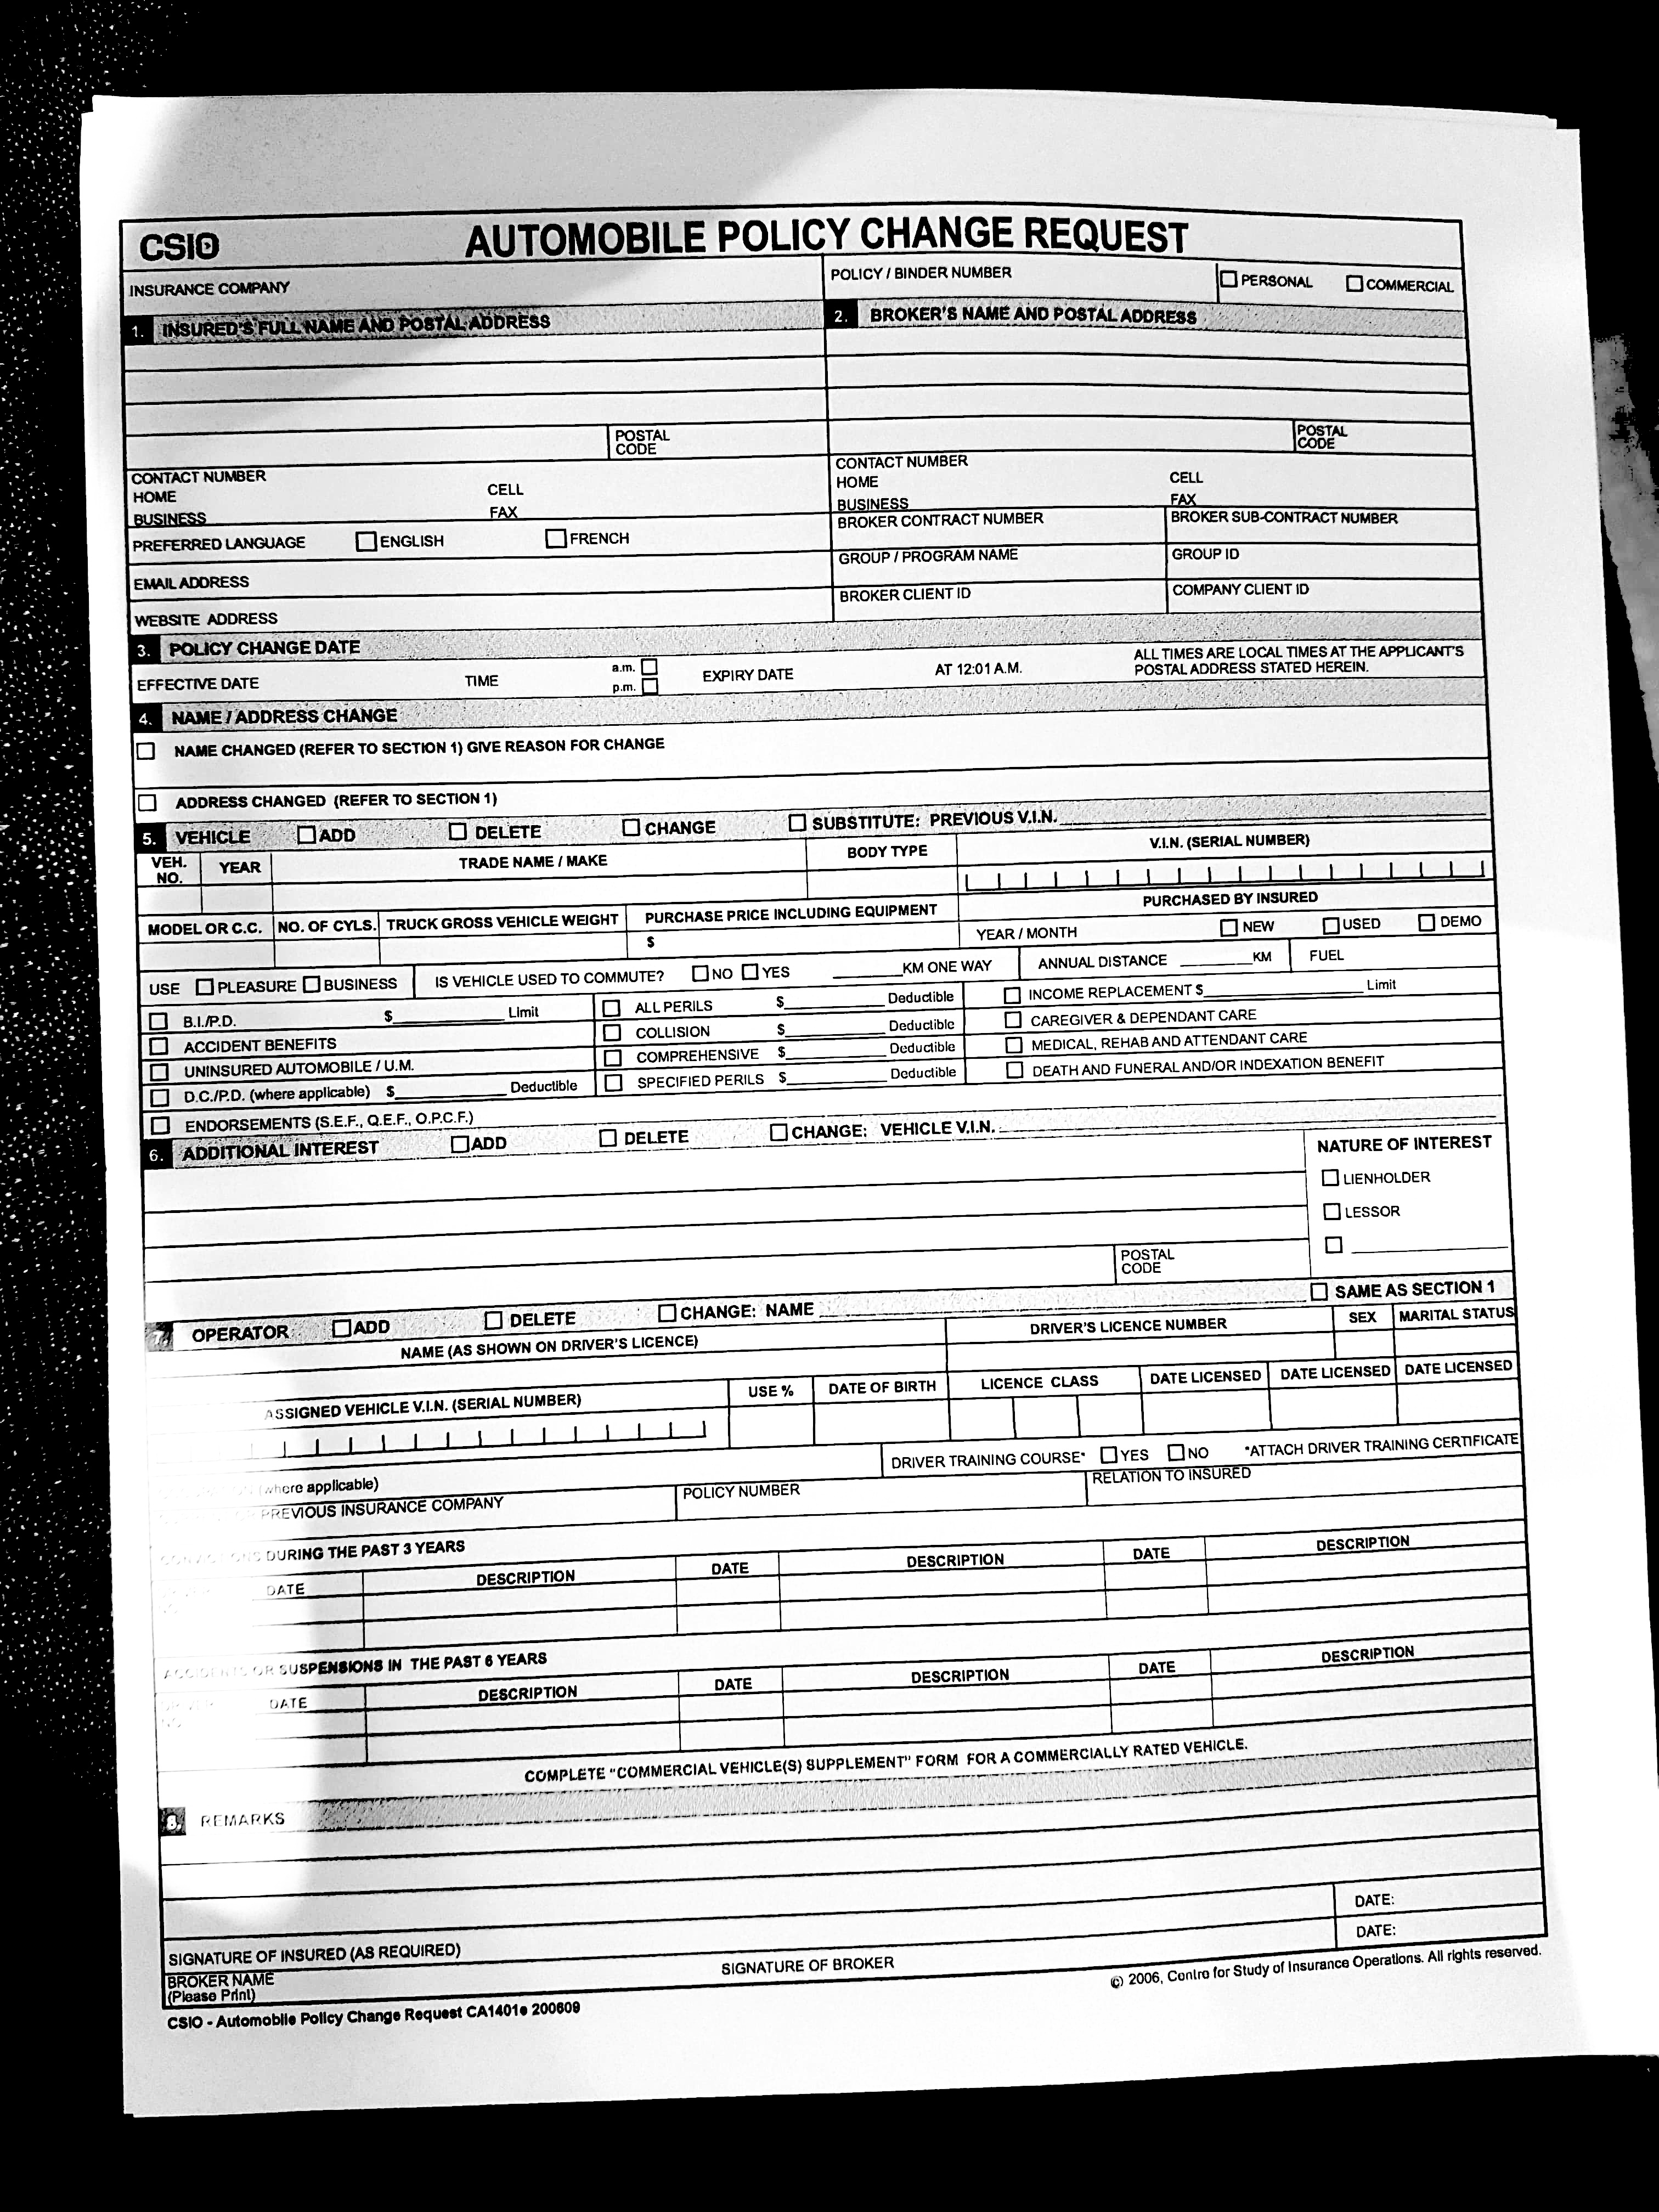 CSIO
AUTOMOBILE POLICY CHANGE REQUEST
INSURANCE COMPANY
POLICY / BINDER NUMBER
PERSONAL
COMMERCIAL
1. INSURED'S FULL NAME AND POSTAL ADDRESS
POSTAL
CODE
CONTACT NUMBER
HOME CELL
BUSINESS FAX
PREFERRED LANGUAGE ENGLISH FRENCH
EMAIL ADDRESS
WEBSITE ADDRESS
2. BROKER'S NAME AND POSTAL ADDRESS
POSTAL
CODE
CONTACT NUMBER
HOME CELL
BUSINESS FAX
BROKER CONTRACT NUMBER BROKER SUB-CONTRACT NUMBER
GROUP / PROGRAM NAME GROUP ID
BROKER CLIENT ID COMPANY CLIENT ID
3. POLICY CHANGE DATE
EFFECTIVE DATE TIME
a.m.
p.m.
EXPIRY DATE AT 12:01 A.M.
ALL TIMES ARE LOCAL TIMES AT THE APPLICANT'S
POSTAL ADDRESS STATED HEREIN.
4. NAME / ADDRESS CHANGE
NAME CHANGED (REFER TO SECTION 1) GIVE REASON FOR CHANGE
ADDRESS CHANGED (REFER TO SECTION 1)
5. VEHICLE ADD DELETE CHANGE SUBSTITUTE: PREVIOUS V.I.N.
VEH.
NO.
YEAR TRADE NAME / MAKE BODY TYPE V.I.N. (SERIAL NUMBER)
MODEL OR C.C. NO. OF CYLS. TRUCK GROSS VEHICLE WEIGHT PURCHASE PRICE INCLUDING EQUIPMENT
$
PURCHASED BY INSURED
YEAR / MONTH NEW USED DEMO
USE PLEASURE BUSINESS IS VEHICLE USED TO COMMUTE? NO YES KM ONE WAY ANNUAL DISTANCE KM FUEL
B.I./P.D. $ Limit ALL PERILS $ Deductible INCOME REPLACEMENT $ Limit
ACCIDENT BENEFITS COLLISION $ Deductible CAREGIVER & DEPENDANT CARE
UNINSURED AUTOMOBILE / U.M. COMPREHENSIVE $ Deductible MEDICAL, REHAB AND ATTENDANT CARE
D.C./P.D. (where applicable) $ Deductible SPECIFIED PERILS $ Deductible DEATH AND FUNERAL AND/OR INDEXATION BENEFIT
ENDORSEMENTS (S.E.F., Q.E.F., O.P.C.F.)
6. ADDITIONAL INTEREST ADD DELETE CHANGE: VEHICLE V.I.N.
NATURE OF INTEREST
LIENHOLDER
LESSOR
POSTAL
CODE
7. OPERATOR ADD DELETE CHANGE: NAME SAME AS SECTION 1
NAME (AS SHOWN ON DRIVER'S LICENCE) DRIVER'S LICENCE NUMBER SEX MARITAL STATUS
ASSIGNED VEHICLE V.I.N. (SERIAL NUMBER) USE % DATE OF BIRTH LICENCE CLASS DATE LICENSED DATE LICENSED DATE LICENSED
DRIVER TRAINING COURSE* YES NO *ATTACH DRIVER TRAINING CERTIFICATE
(where applicable)
PREVIOUS INSURANCE COMPANY POLICY NUMBER RELATION TO INSURED
CONVICTIONS DURING THE PAST 3 YEARS
DATE DESCRIPTION DATE DESCRIPTION DATE DESCRIPTION
ACCIDENTS OR SUSPENSIONS IN THE PAST 6 YEARS
DRIVER DATE DESCRIPTION DATE DESCRIPTION DATE DESCRIPTION
COMPLETE "COMMERCIAL VEHICLE(S) SUPPLEMENT" FORM FOR A COMMERCIALLY RATED VEHICLE.
8. REMARKS
SIGNATURE OF INSURED (AS REQUIRED) DATE:
BROKER NAME
(Please Print)
SIGNATURE OF BROKER DATE:
CSIO - Automobile Policy Change Request CA1401e 200609
© 2006, Centre for Study of Insurance Operations. All rights reserved.